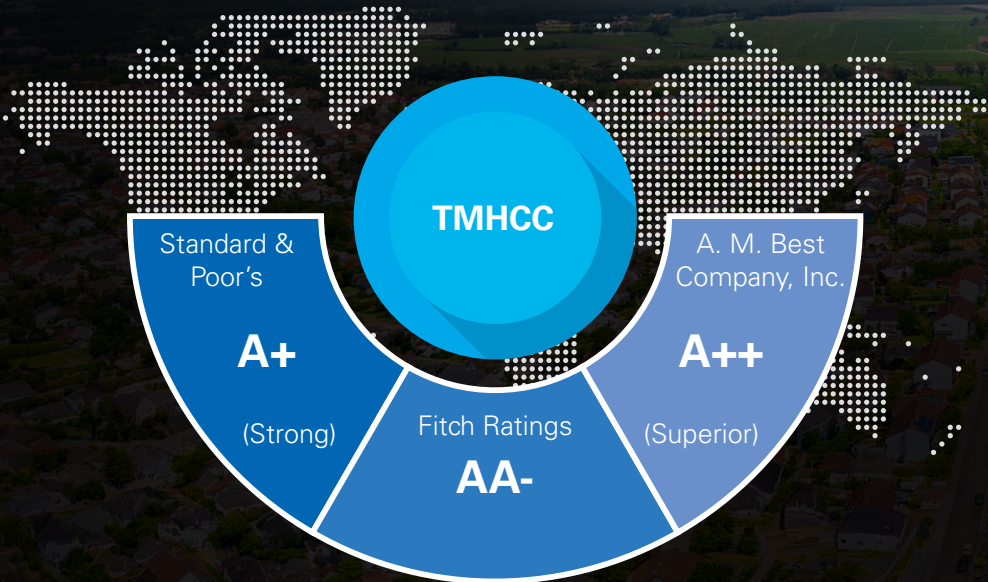 TMHCC
Standard &
Poor’s
A+
(Strong)
Fitch Ratings
AA-
A. M. Best
Company, Inc.
A++
(Superior)